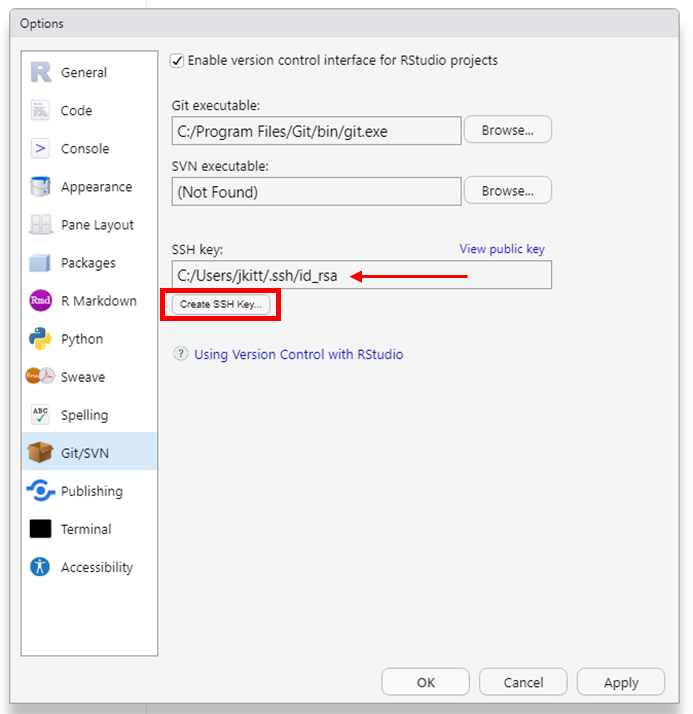 Options
R General
Code
> Console
Appearance
Pane Layout
Packages
Rmd R Markdown
Python
Sweave
ABC Spelling
Git/SVN
Publishing
Terminal
Accessibility
Enable version control interface for RStudio projects
Git executable:
C:/Program Files/Git/bin/git.exe Browse...
SVN executable:
(Not Found) Browse...
SSH key: View public key
C:/Users/jkitt/.ssh/id_rsa
Create SSH Key...
? Using Version Control with RStudio
OK Cancel Apply